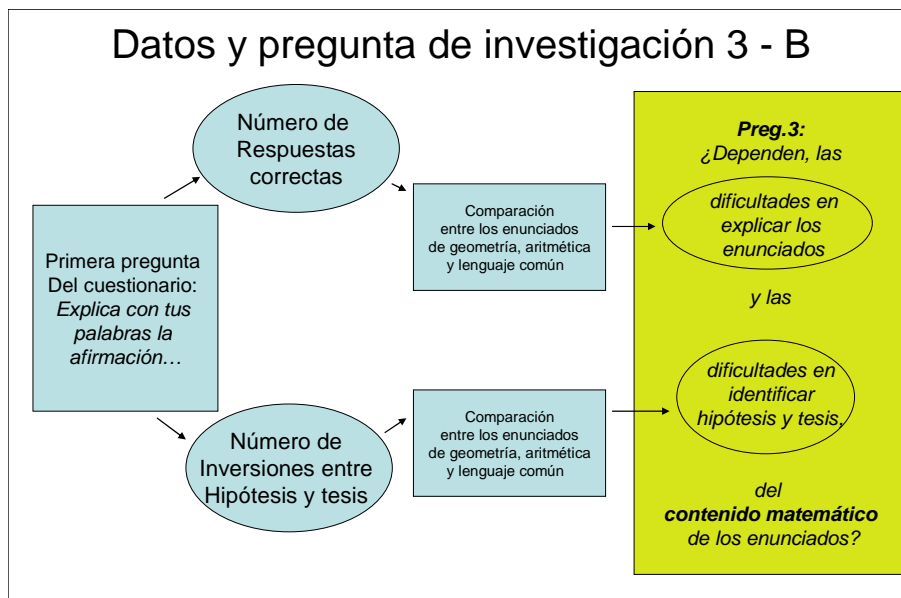 Datos y pregunta de investigación 3 - B
Número de
Respuestas
correctas
Primera pregunta
Del cuestionario:
Explica con tus
palabras la
afirmación…
Número de
Inversiones entre
Hipótesis y tesis
Comparación
entre los enunciados
de geometría, aritmética
y lenguaje común
Comparación
entre los enunciados
de geometría, aritmética
y lenguaje común
Preg.3:
¿Dependen, las
dificultades en
explicar los
enunciados
y las
dificultades en
identificar
hipótesis y tesis,
del
contenido matemático
de los enunciados?